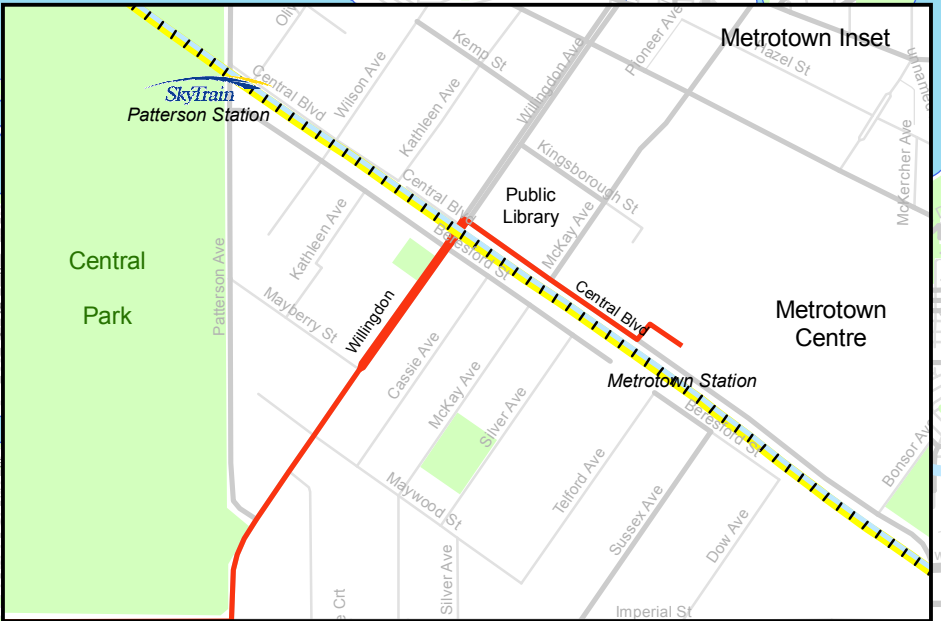 Metrotown Inset
Kemp St
Willingdon Ave
Pioneer Ave
Hazel St
unnamed
Central Blvd
Wilson Ave
SkyTrain
Patterson Station
Kathleen Ave
McKercher Ave
Kingsborough St
Central Blvd
Public
Library
McKay Ave
Kathleen Ave
Beresford St
Central
Park
Patterson Ave
Mayberry St
Willingdon
Central Blvd
Metrotown
Centre
Cassie Ave
McKay Ave
Silver Ave
Metrotown Station
Beresford St
Bonsor Ave
Maywood St
Telford Ave
Sussex Ave
Dow Ave
Silver Ave
e Crt
Imperial St